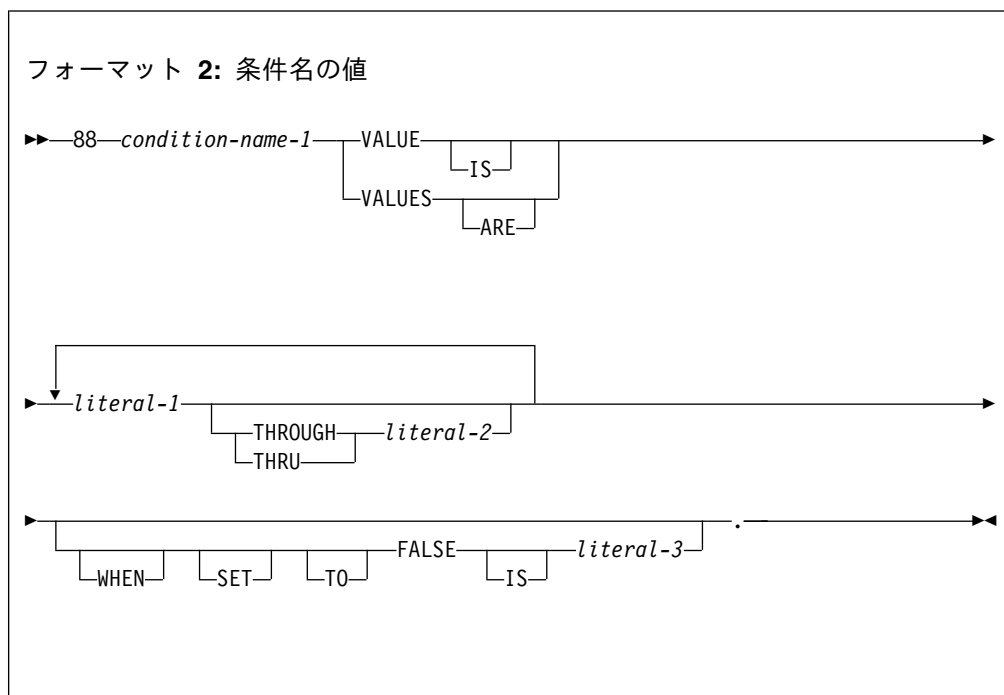 フォーマット 2: 条件名の値
88 condition-name-1 VALUE
IS
VALUES
ARE
literal-1
THROUGH literal-2
THRU
.
FALSE literal-3
WHEN SET TO IS